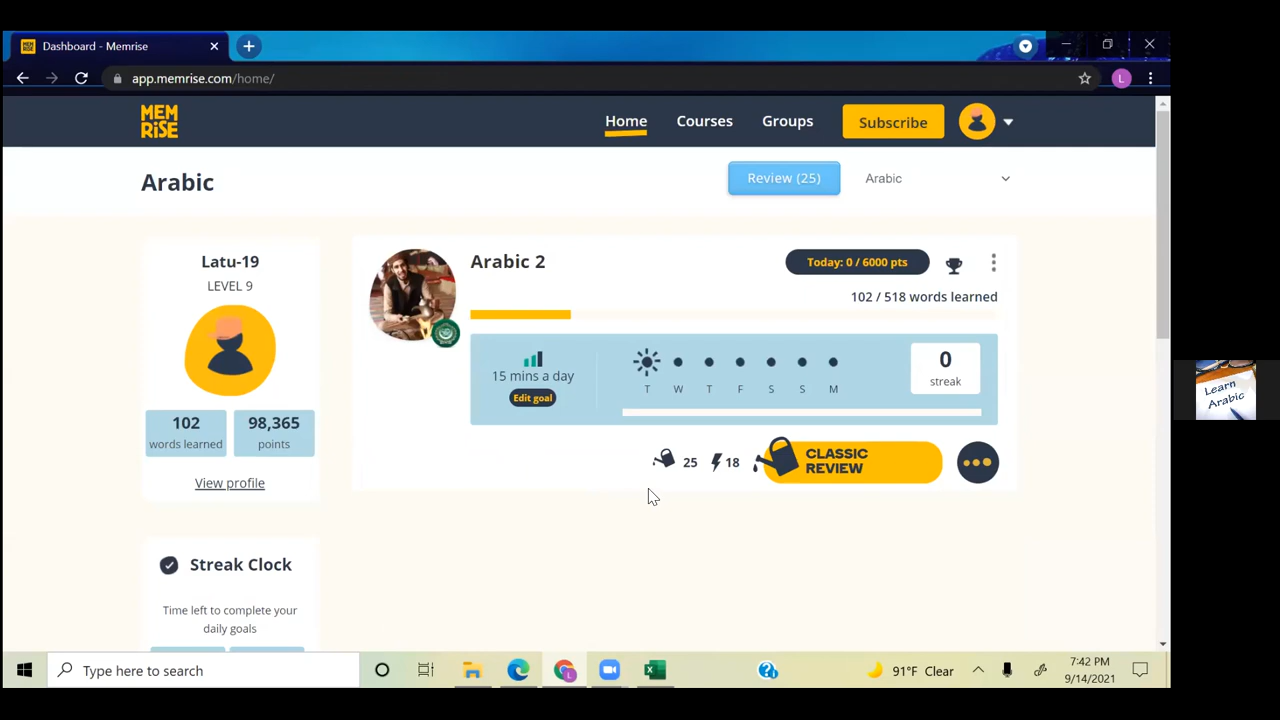 Dashboard - Memrise
app.memrise.com/home/
MEM
RiSE
Home
Courses
Groups
Subscribe
L
Arabic
Review (25)
Arabic
Latu-19
LEVEL 9
102
words learned
98,365
points
View profile
Streak Clock
Time left to complete your
daily goals
Arabic 2
Today: 0 / 6000 pts
102 / 518 words learned
15 mins a day
Edit goal
T W T F S S M
0
streak
25
18
CLASSIC
REVIEW
Learn
Arabic
Type here to search
91°F Clear
7:42 PM
9/14/2021